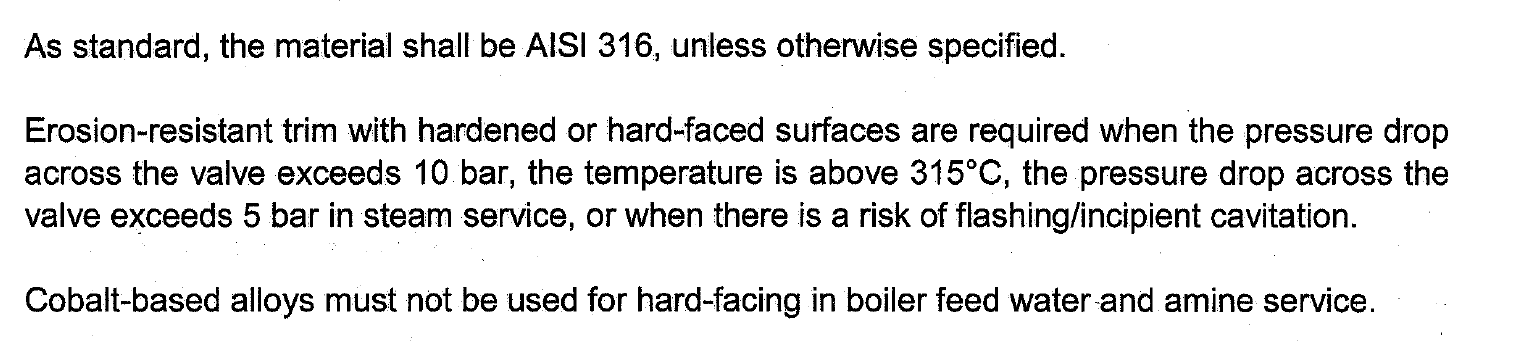 As standard, the material shall be AISI 316, unless otherwise specified.
Erosion-resistant trim with hardened or hard-faced surfaces are required when the pressure drop
across the valve exceeds 10 bar, the temperature is above 315°C, the pressure drop across the
valve exceeds 5 bar in steam service, or when there is a risk of flashing/incipient cavitation.
Cobalt-based alloys must not be used for hard-facing in boiler feed water and amine service.